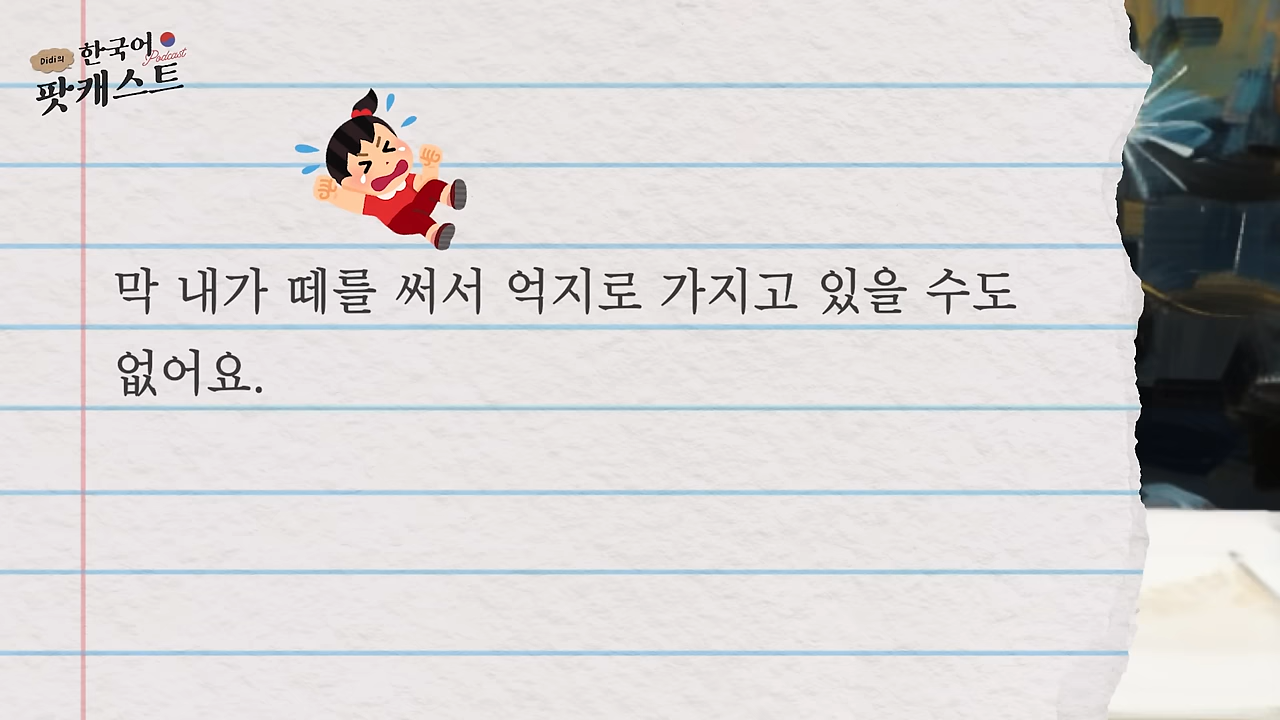 Didi의 한국어
Podcast
팟캐스트
막 내가 떼를 써서 억지로 가지고 있을 수도
없어요.